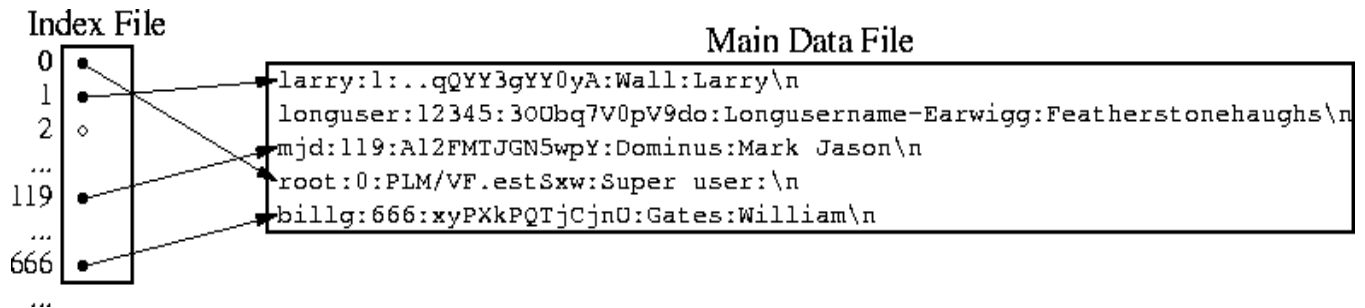 Index File
Main Data File
0
larry:1:..qQYY3gYY0yA:Wall:Larry\n
1
longuser:12345:3OUbq7V0pV9do:Longusername-Earwigg:Featherstonehaughs\n
2
mjd:119:Al2FMTJGN5wpY:Dominus:Mark Jason\n
...
root:0:PLM/VF.estSxw:Super user:\n
119
billg:666:xyPXkPQTjCjnU:Gates:William\n
...
666
...